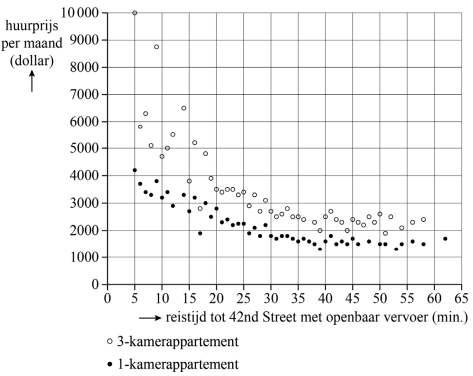 huurprijs
per maand
(dollar)
10 000
9000
8000
7000
6000
5000
4000
3000
2000
1000
0
0 5 10 15 20 25 30 35 40 45 50 55 60 65
reistijd tot 42nd Street met openbaar vervoer (min.)
3-kamerappartement
1-kamerappartement